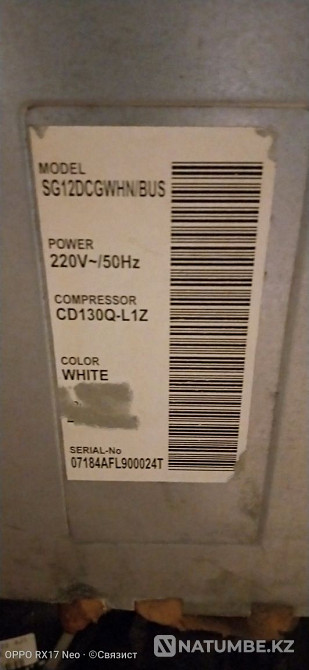 MODEL
SG12DCGWHN/BUS
POWER
220V~/50Hz
COMPRESSOR
CD130Q-L1Z
COLOR
WHITE
SERIAL-No
07184AFL900024T
OPPO RX17 Neo · ©Связист
NATUMBE.KZ